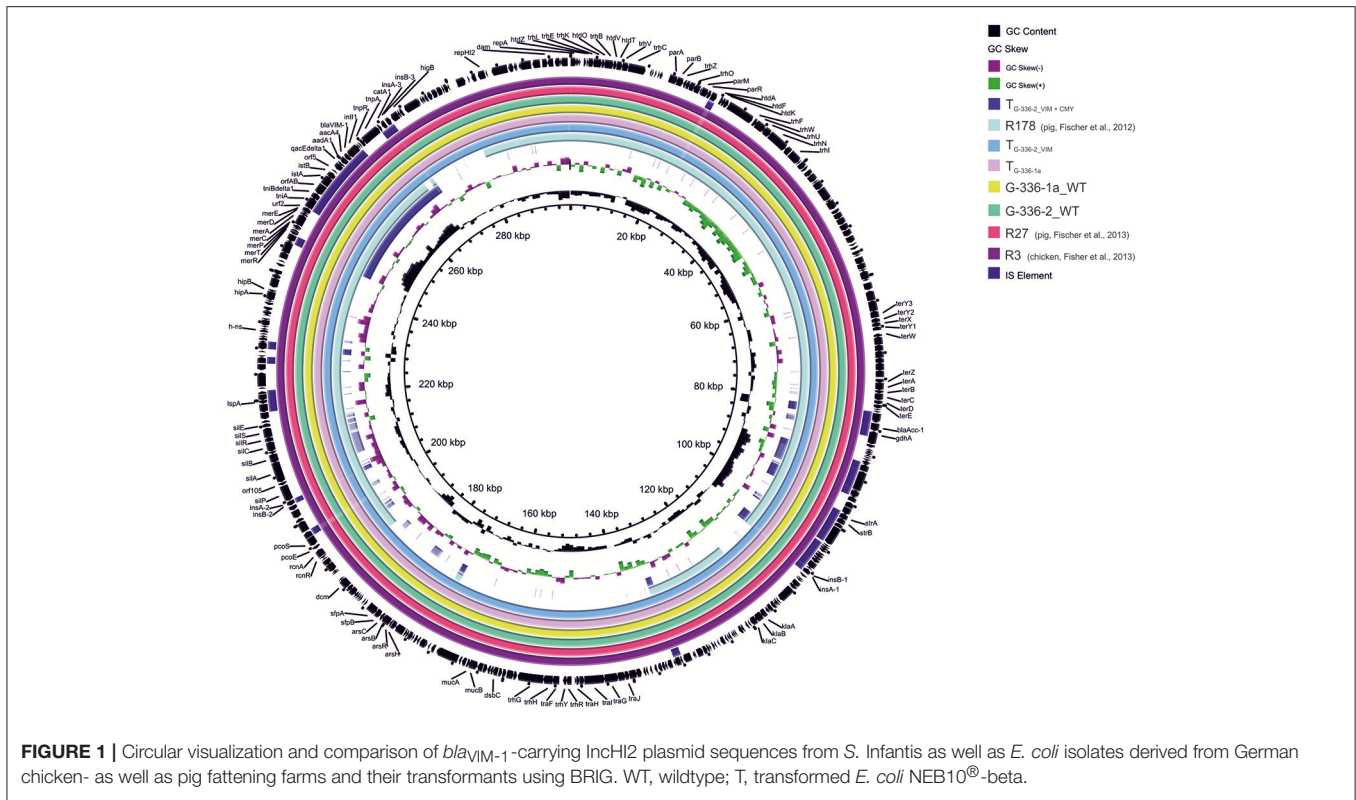 GC Content
GC Skew
GC Skew(-)
GC Skew(+)
TG-336-2_VIM + CMY
R178 (pig, Fischer et al., 2012)
TG-336-2_VIM
TG-336-1a
G-336-1a_WT
G-336-2_WT
R27 (pig, Fischer et al., 2013)
R3 (chicken, Fisher et al., 2013)
IS Element
repHI2
dam
repA
htdZ
trhL
trhE
trhK
htdO
trhB
htdV
htdT
trhV
trhC
parA
parB
trhZ
trhO
parM
parR
htdA
htdF
htdK
trhF
trhW
trhU
trhN
trhI
terY3
terY2
terX
terY1
terW
terZ
terA
terB
terC
terD
terE
blaAcc-1
gdhA
strA
strB
insB-1
insA-1
klaA
klaB
klaC
traJ
traG
traI
traH
trhR
trhY
traF
trhH
trhG
dsbC
mucB
mucA
arsH
arsR
arsB
arsC
sfpB
sfpA
dcm
rcnR
rcnA
pcoE
pcoS
insB-2
insA-2
silP
orf105
silA
silB
silC
silR
silS
silE
lspA
h-ns
hipA
hipB
merR
merT
merP
merC
merA
merD
merE
urf2
tniA
tniBdelta1
orfAB
istA
istB
orf5
qacEdelta1
aadA1
aacA4
blaVIM-1
intI1
tnpR
tnpA
catA1
insA-3
insB-3
higB
20 kbp
40 kbp
60 kbp
80 kbp
100 kbp
120 kbp
140 kbp
160 kbp
180 kbp
200 kbp
220 kbp
240 kbp
260 kbp
280 kbp
FIGURE 1 | Circular visualization and comparison of blaVIM-1-carrying IncHI2 plasmid sequences from S. Infantis as well as E. coli isolates derived from German
chicken- as well as pig fattening farms and their transformants using BRIG. WT, wildtype; T, transformed E. coli NEB10®-beta.